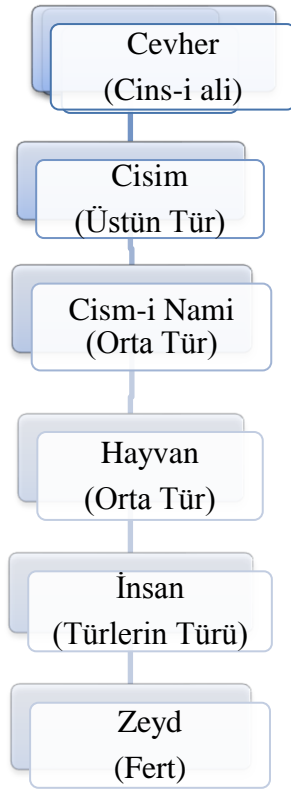 Cevher
(Cins-i ali)
Cisim
(Üstün Tür)
Cism-i Nami
(Orta Tür)
Hayvan
(Orta Tür)
İnsan
(Türlerin Türü)
Zeyd
(Fert)